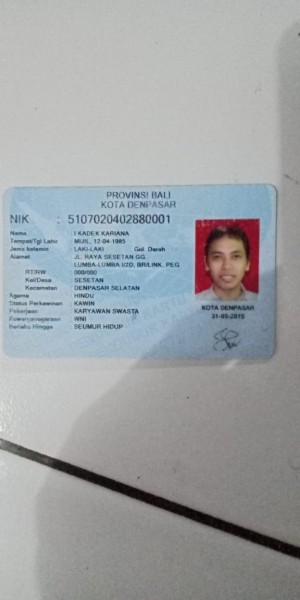 PROVINSI BALI
KOTA DENPASAR
NIK : 5107020402880001
Nama : I KADEK KARIANA
Tempat/Tgl Lahir : MIJIL, 12-04-1985
Jenis kelamin : LAKI-LAKI Gol. Darah
Alamat : JL. RAYA SESETAN GG.
LUMBA-LUMBA II/2D, BR/LINK. PEG
RT/RW : 000/000
Kel/Desa : SESETAN
Kecamatan : DENPASAR SELATAN
Agama : HINDU
Status Perkawinan : KAWIN
Pekerjaan : KARYAWAN SWASTA
Kewarganegaraan : WNI
Berlaku Hingga : SEUMUR HIDUP
KOTA DENPASAR
31-05-2015